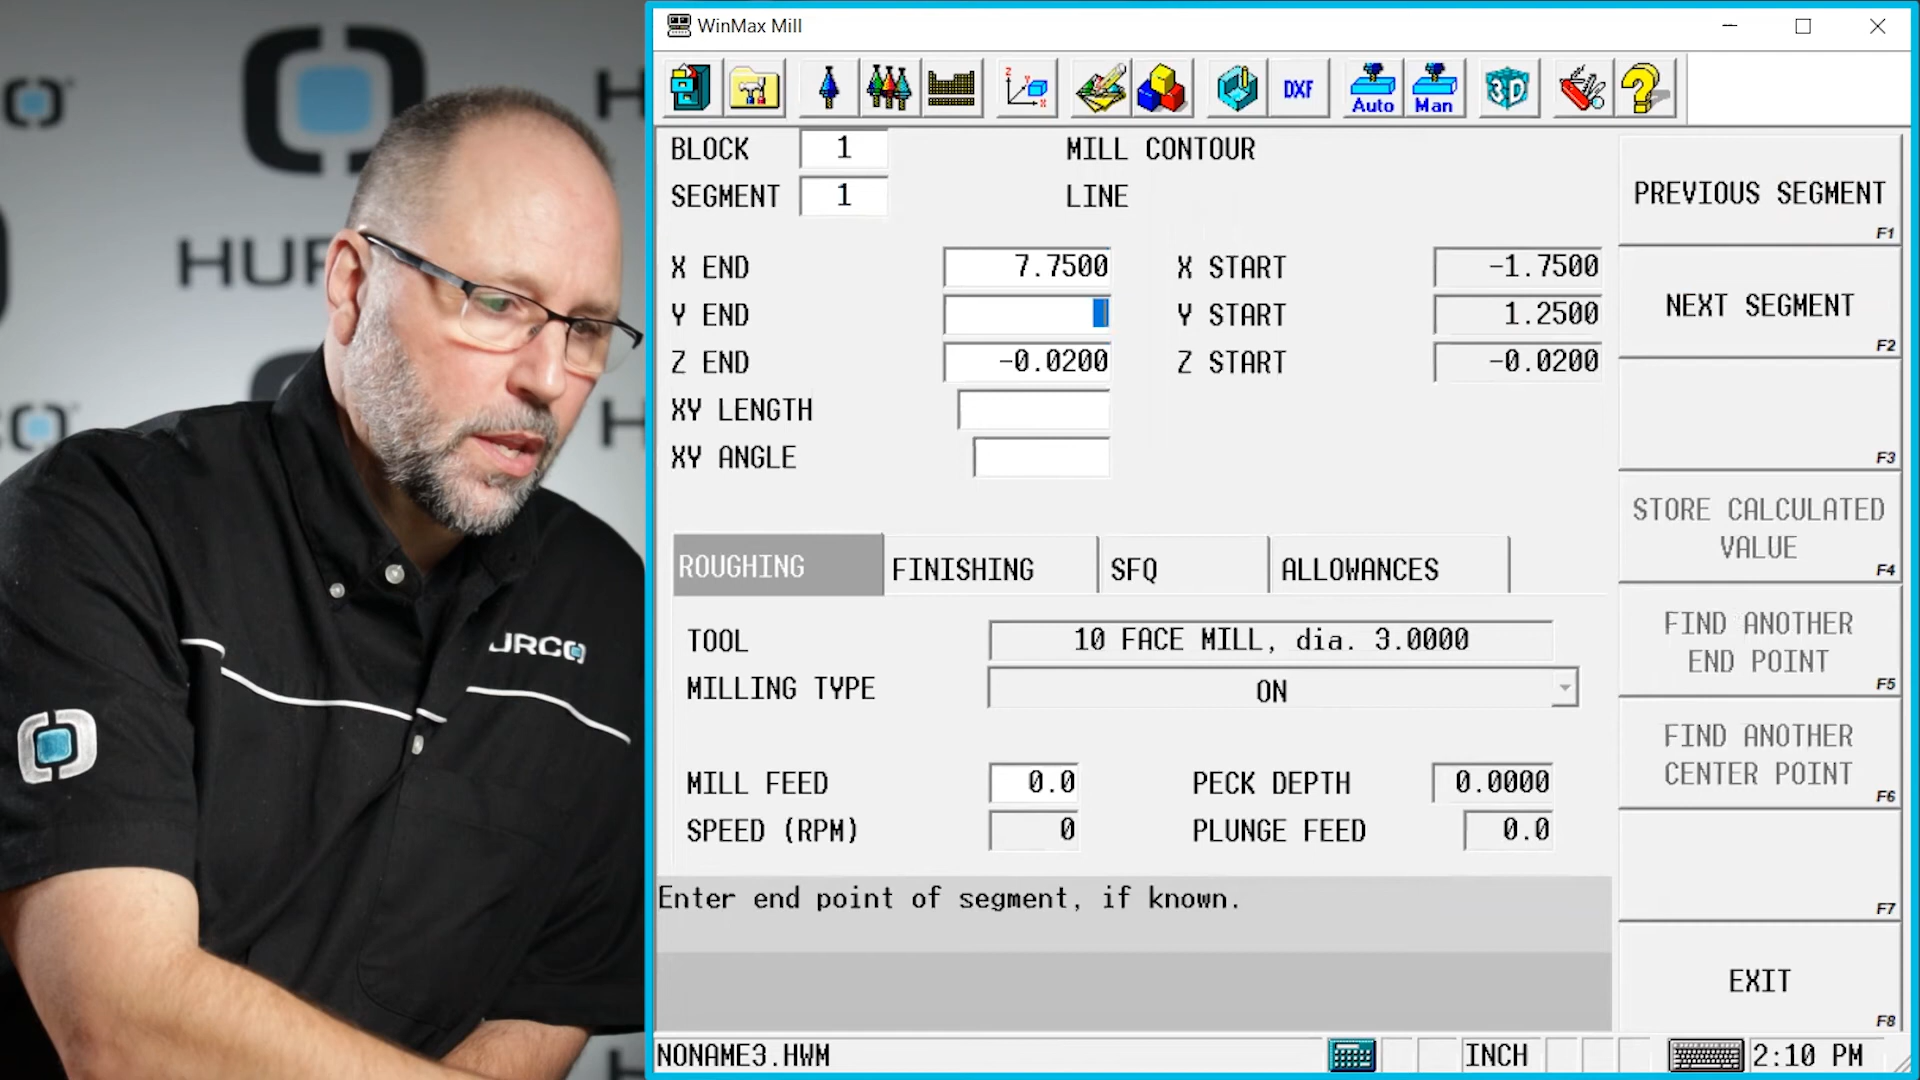 WinMax Mill
DXF
Auto
Man
3D
BLOCK 1 MILL CONTOUR
SEGMENT 1 LINE
X END 7.7500 X START -1.7500
Y END Y START 1.2500
Z END -0.0200 Z START -0.0200
XY LENGTH
XY ANGLE
ROUGHING FINISHING SFQ ALLOWANCES
TOOL 10 FACE MILL, dia. 3.0000
MILLING TYPE ON
MILL FEED 0.0 PECK DEPTH 0.0000
SPEED (RPM) 0 PLUNGE FEED 0.0
Enter end point of segment, if known.
PREVIOUS SEGMENT
F1
NEXT SEGMENT
F2
F3
STORE CALCULATED
VALUE
F4
FIND ANOTHER
END POINT
F5
FIND ANOTHER
CENTER POINT
F6
F7
EXIT
F8
NONAME3.HWM INCH 2:10 PM
HUR
URCO